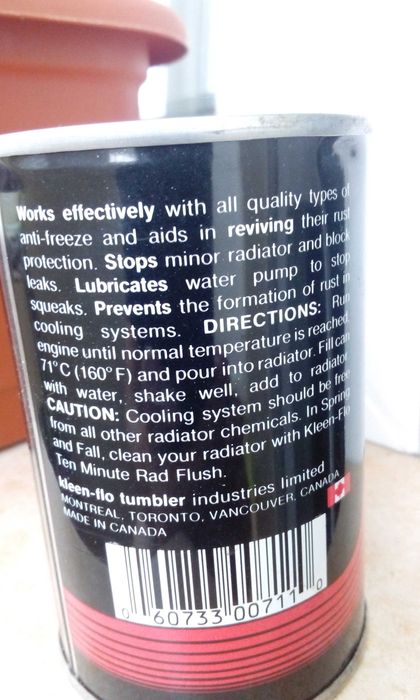 Works effectively with all quality types of
anti-freeze and aids in reviving their rust
protection. Stops minor radiator and block
leaks. Lubricates water pump to stop
squeaks. Prevents the formation of rust in
cooling systems. DIRECTIONS: Run
engine until normal temperature is reached
71°C (160°F) and pour into radiator. Fill can
with water, shake well, add to radiator
CAUTION: Cooling system should be free
from all other radiator chemicals. In Spring
and Fall, clean your radiator with Kleen-Flo
Ten Minute Rad Flush.
kleen-flo tumbler industries limited
MONTREAL, TORONTO, VANCOUVER, CANADA
MADE IN CANADA
0 60733 00711 0